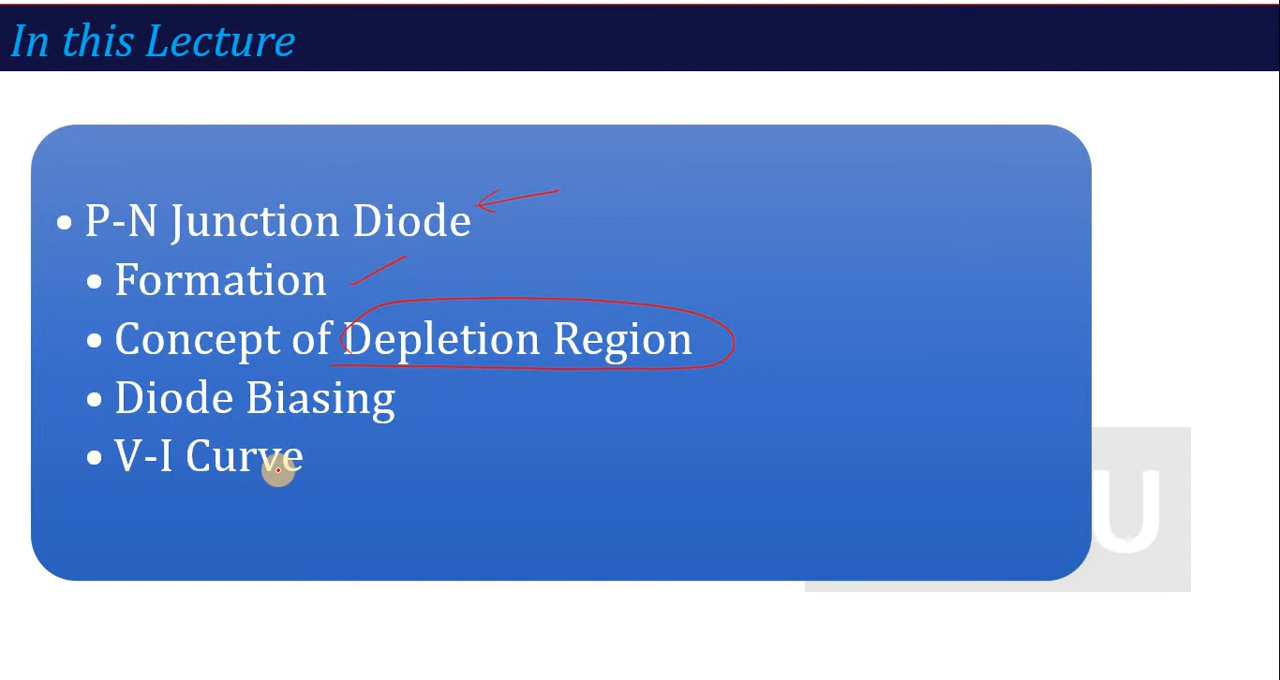 In this Lecture
• P-N Junction Diode
• Formation
• Concept of Depletion Region
• Diode Biasing
• V-I Curve
U